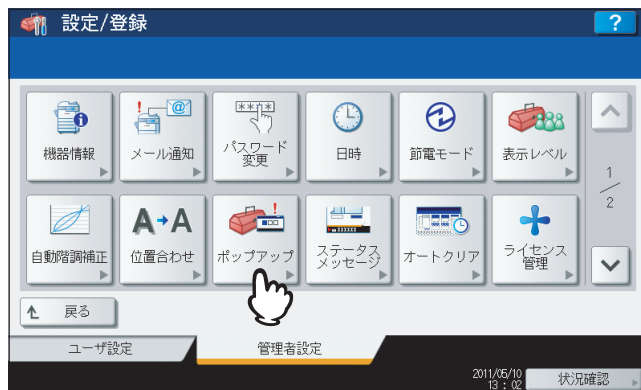 設定/登録
?
機器情報
@
メール通知
****
パスワード
変更
日時
節電モード
表示レベル
1
2
自動階調補正
A→A
位置合わせ
ポップアップ
ステータス
メッセージ
オートクリア
ライセンス
管理
戻る
ユーザ設定
管理者設定
2011/05/10
13 : 02
状況確認